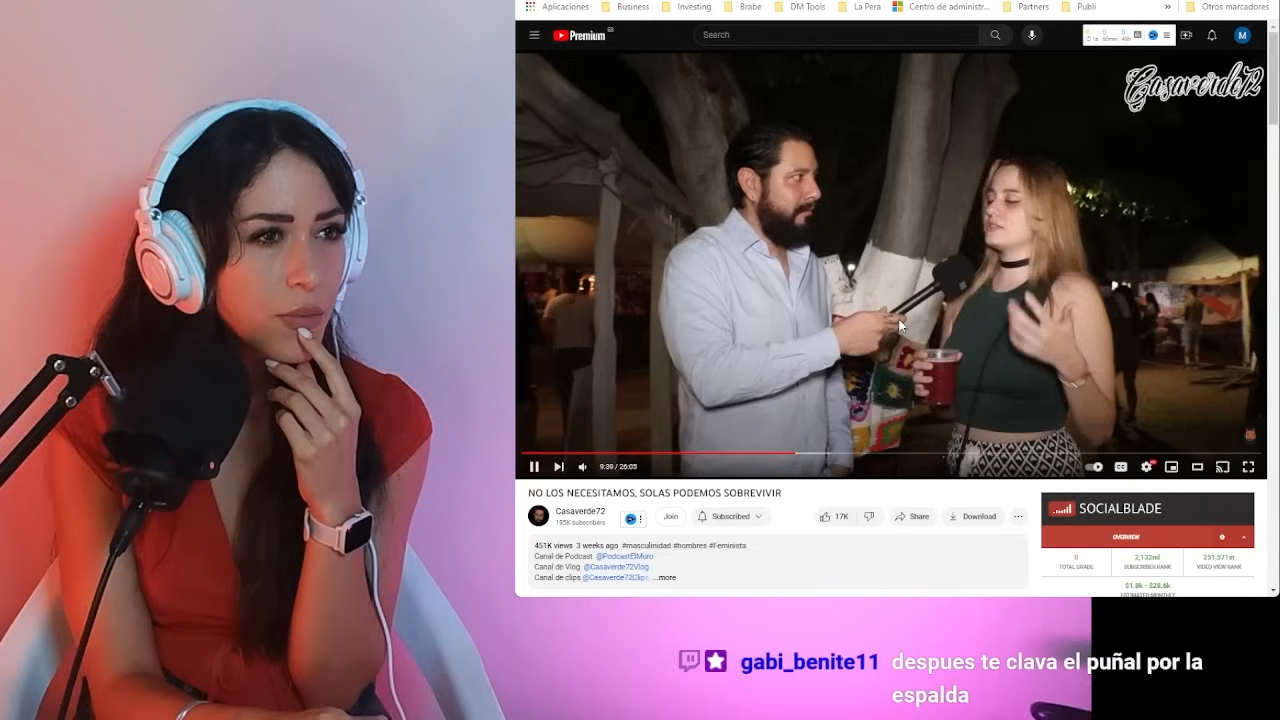 Aplicaciones Business Investing Brabe DM Tools La Pera Centro de administr... Partners Publi » Otros marcadores
Premium
Search
M
Casaverde72
9:39 / 26:05
NO LOS NECESITAMOS, SOLAS PODEMOS SOBREVIVIR
Casaverde72
195K subscribers
Join
Subscribed
17K
Share
Download
451K views 3 weeks ago #masculinidad #hombres #Feminista
Canal de Podcast @PodcastElMuro
Canal de Vlog @Casaverde72Vlog
Canal de clips @Casaverde72Clips ...more
SOCIALBLADE
OVERVIEW
B 2,132nd 251,571st
TOTAL GRADE SUBSCRIBER RANK VIDEO VIEW RANK
$1.8k - $28.6k
ESTIMATED MONTHLY
gabi_benite11 despues te clava el puñal por la
espalda